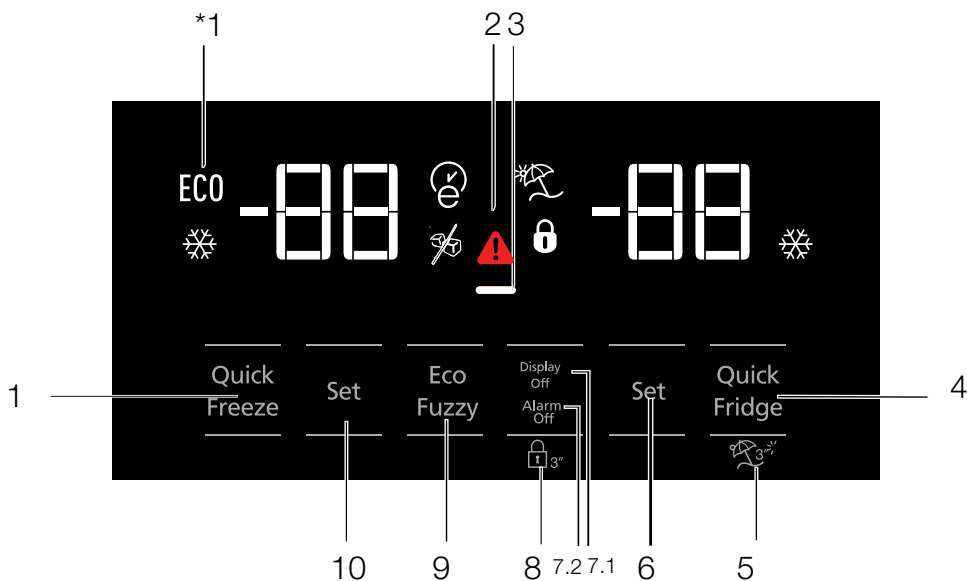 *1
2 3
ECO
-88
-88
Quick
Freeze
Set
Eco
Fuzzy
Display
Off
Alarm
Off
Set
Quick
Fridge
1
4
3"
3"
10
9
8
7.2
7.1
6
5